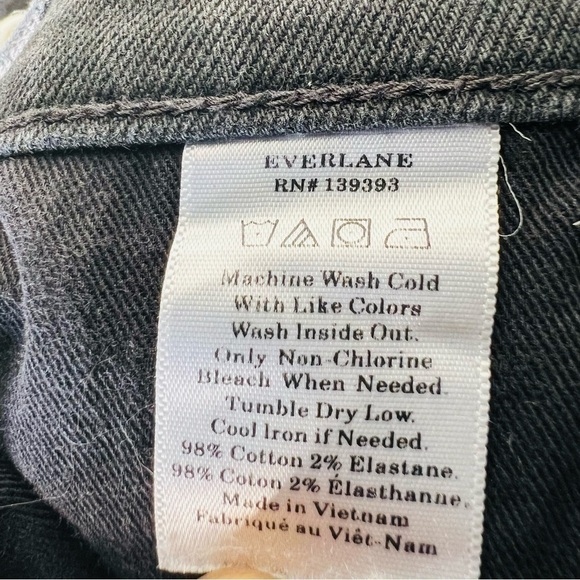 EVERLANE
RN# 139393
Machine Wash Cold
With Like Colors
Wash Inside Out.
Only Non-Chlorine
Bleach When Needed.
Tumble Dry Low.
Cool Iron if Needed.
98% Cotton 2% Elastane.
98% Coton 2% Élasthanne.
Made in Vietnam
Fabriqué au Viêt-Nam